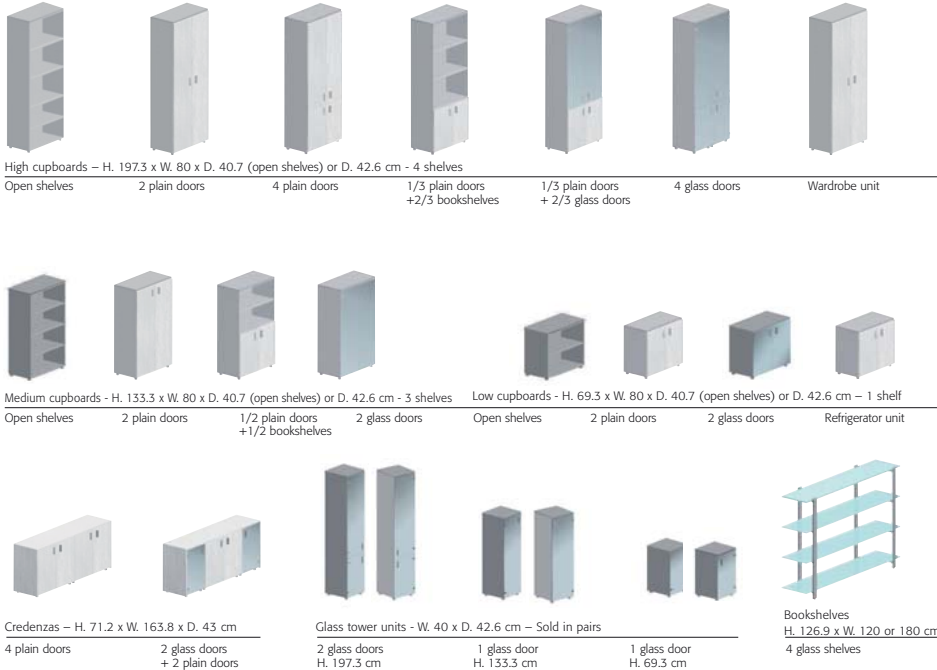 High cupboards – H. 197.3 x W. 80 x D. 40.7 (open shelves) or D. 42.6 cm - 4 shelves
Open shelves
2 plain doors
4 plain doors
1/3 plain doors
+2/3 bookshelves
1/3 plain doors
+ 2/3 glass doors
4 glass doors
Wardrobe unit
Medium cupboards - H. 133.3 x W. 80 x D. 40.7 (open shelves) or D. 42.6 cm - 3 shelves
Open shelves
2 plain doors
1/2 plain doors
+1/2 bookshelves
2 glass doors
Low cupboards - H. 69.3 x W. 80 x D. 40.7 (open shelves) or D. 42.6 cm – 1 shelf
Open shelves
2 plain doors
2 glass doors
Refrigerator unit
Credenzas – H. 71.2 x W. 163.8 x D. 43 cm
4 plain doors
2 glass doors
+ 2 plain doors
Glass tower units - W. 40 x D. 42.6 cm – Sold in pairs
2 glass doors
H. 197.3 cm
1 glass door
H. 133.3 cm
1 glass door
H. 69.3 cm
Bookshelves
H. 126.9 x W. 120 or 180 cm
4 glass shelves